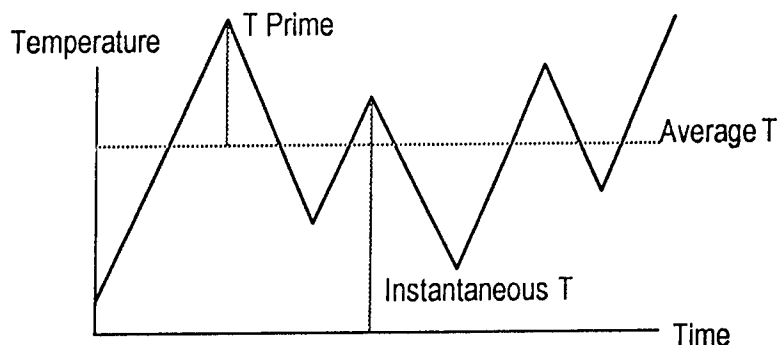 T Prime
Temperature
Average T
Instantaneous T
Time